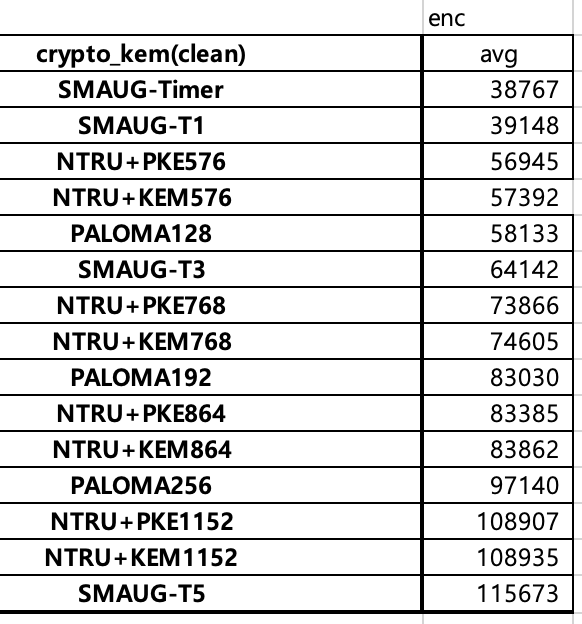 enc
crypto_kem(clean) avg
SMAUG-Timer 38767
SMAUG-T1 39148
NTRU+PKE576 56945
NTRU+KEM576 57392
PALOMA128 58133
SMAUG-T3 64142
NTRU+PKE768 73866
NTRU+KEM768 74605
PALOMA192 83030
NTRU+PKE864 83385
NTRU+KEM864 83862
PALOMA256 97140
NTRU+PKE1152 108907
NTRU+KEM1152 108935
SMAUG-T5 115673